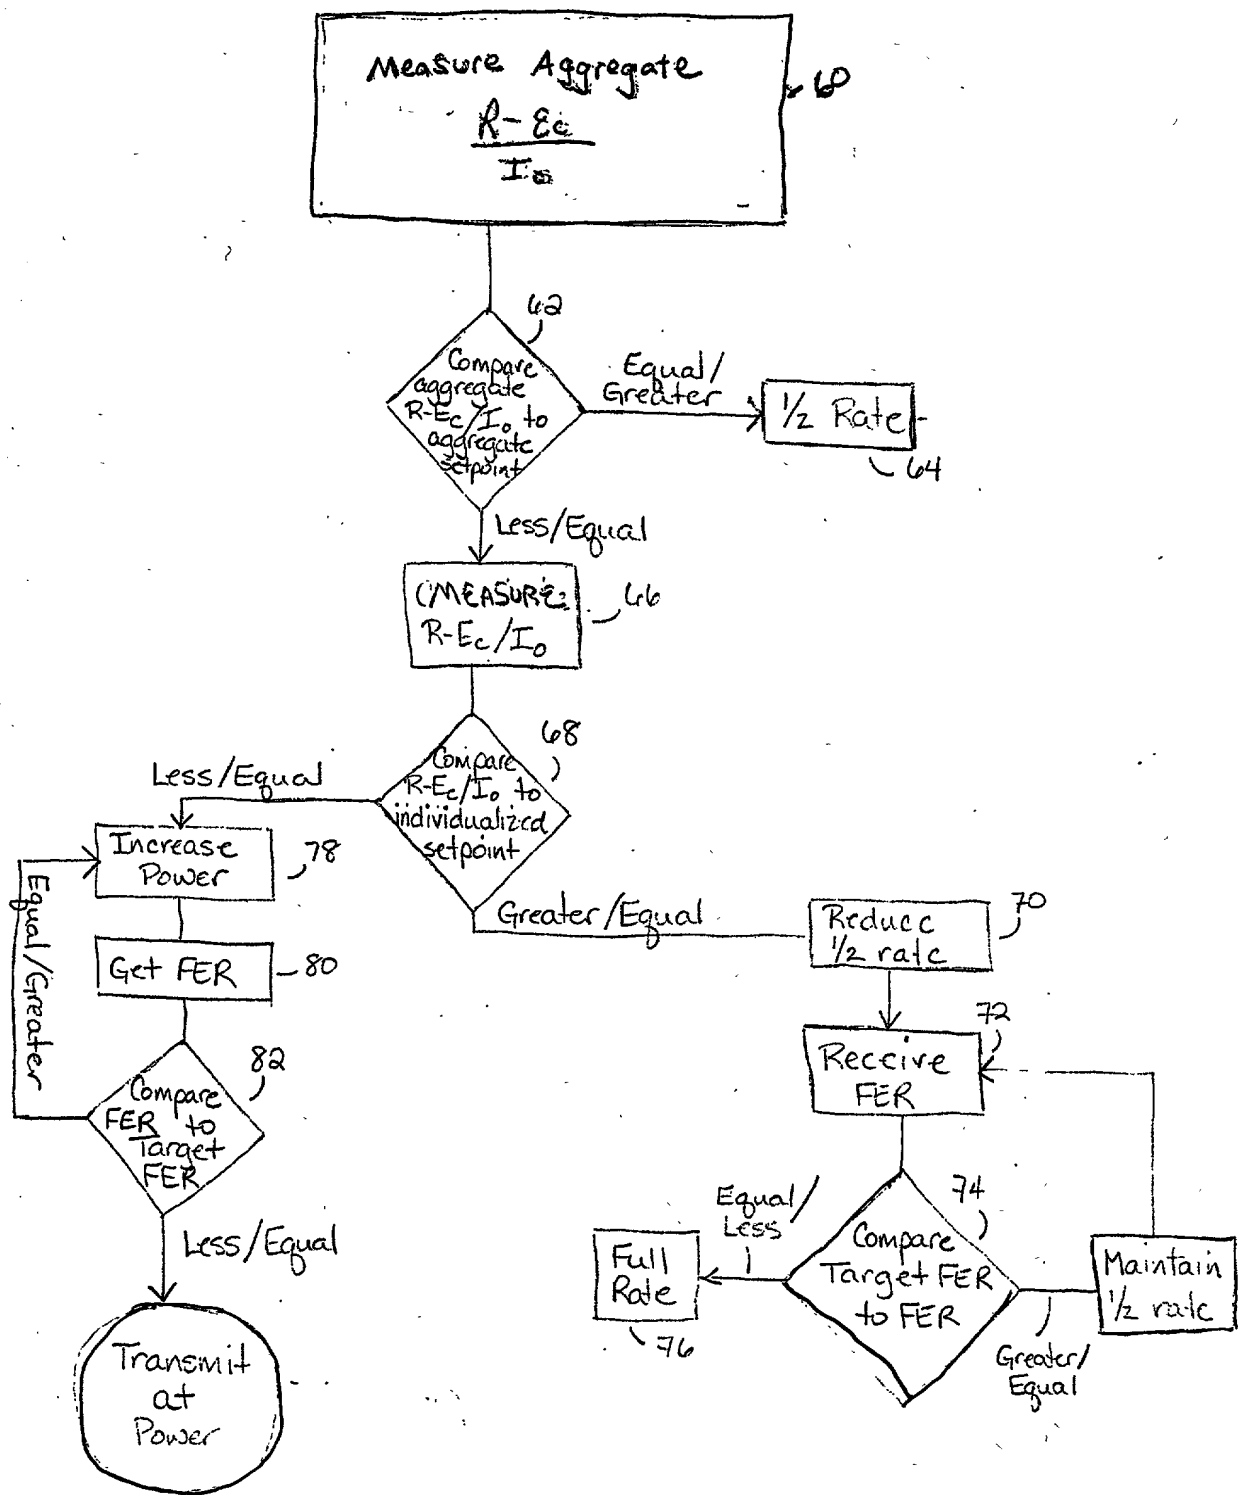 Measure Aggregate
R-Ec
Io
60
62
Compare
aggregate
R-Ec/Io to
aggregate
setpoint
Equal/
Greater
1/2 Rate
64
Less/Equal
MEASURE
R-Ec/Io
66
68
Compare
R-Ec/Io to
individualized
setpoint
Less/Equal
Increase
Power
78
Equal/Greater
Get FER
80
82
Compare
FER to
Target
FER
Less/Equal
Transmit
at
Power
Greater/Equal
Reduce
1/2 rate
70
72
Receive
FER
74
Compare
Target FER
to FER
Equal/
Less
Full
Rate
76
Greater/
Equal
Maintain
1/2 rate